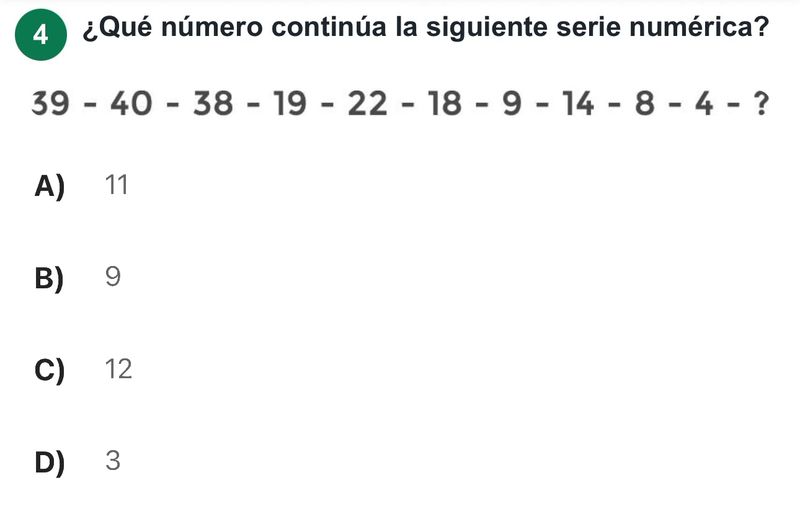 4 ¿Qué número continúa la siguiente serie numérica?
39 - 40 - 38 - 19 - 22 - 18 - 9 - 14 - 8 - 4 - ?
A) 11
B) 9
C) 12
D) 3